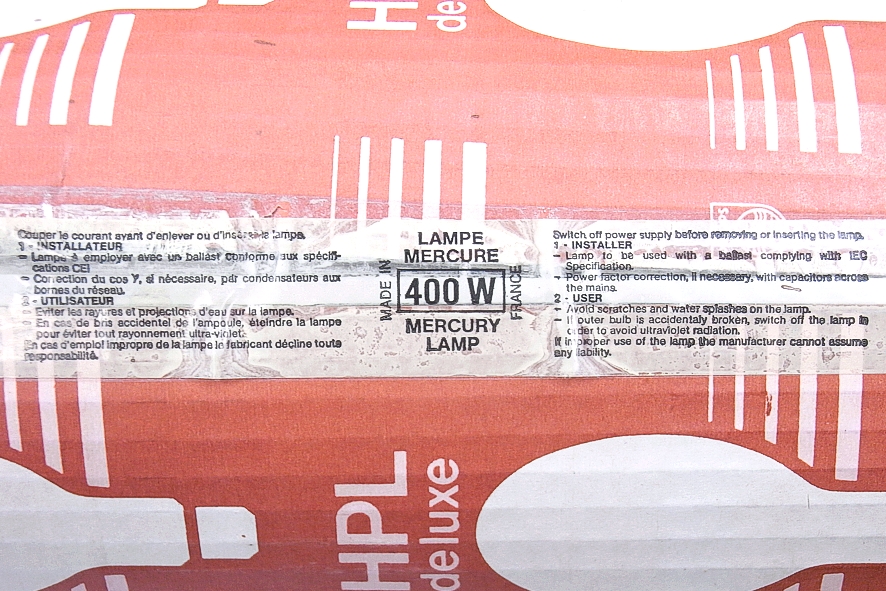 HPL
de luxe
Couper le courant avant d'enlever ou d'insérer la lampe.
1 - INSTALLATEUR
- Lampe à employer avec un ballast conforme aux spécifi-
cations CEI
- Correction du cos Y, si nécessaire, par condensateurs aux
bornes du réseau.
2 - UTILISATEUR
- Eviter les rayures et projections d'eau sur la lampe.
- En cas de bris accidentel de l'ampoule, éteindre la lampe
pour éviter tout rayonnement ultra-violet.
En cas d'emploi impropre de la lampe le fabricant décline toute
responsabilité.
LAMPE
MERCURE
MADE IN
400 W
FRANCE
MERCURY
LAMP
Switch off power supply before removing or inserting the lamp.
1 - INSTALLER
- Lamp to be used with a ballast complying with IEC
Specification.
- Power factor correction, if necessary, with capacitors across
the mains.
2 - USER
- Avoid scratches and water splashes on the lamp.
- If outer bulb is accidentaly broken, switch off the lamp in
order to avoid ultraviolet radiation.
If improper use of the lamp the manufacturer cannot assume
any liability.
HPL
de luxe